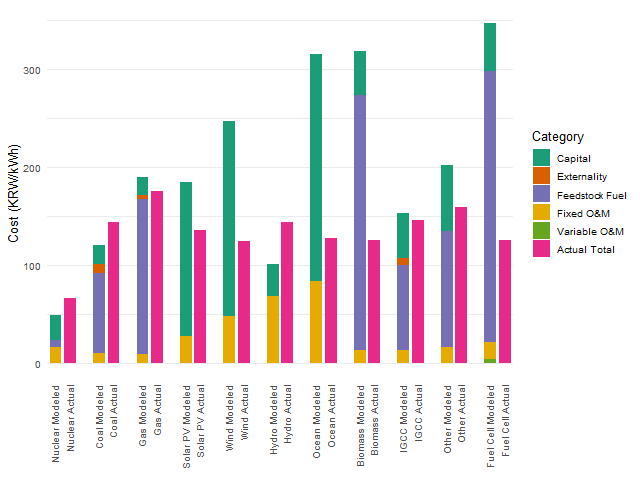 Cost (KRW/kWh)
300
200
100
0
Nuclear Modeled
Nuclear Actual
Coal Modeled
Coal Actual
Gas Modeled
Gas Actual
Solar PV Modeled
Solar PV Actual
Wind Modeled
Wind Actual
Hydro Modeled
Hydro Actual
Ocean Modeled
Ocean Actual
Biomass Modeled
Biomass Actual
IGCC Modeled
IGCC Actual
Other Modeled
Other Actual
Fuel Cell Modeled
Fuel Cell Actual
Category
Capital
Externality
Feedstock Fuel
Fixed O&M
Variable O&M
Actual Total